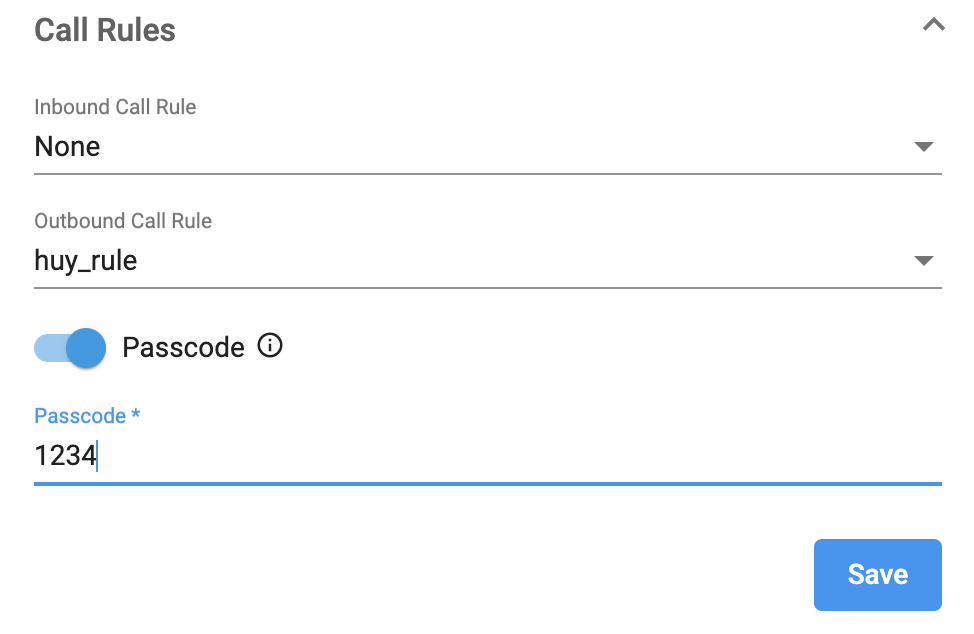 Call Rules
Inbound Call Rule
None
Outbound Call Rule
huy_rule
Passcode
Passcode *
1234
Save